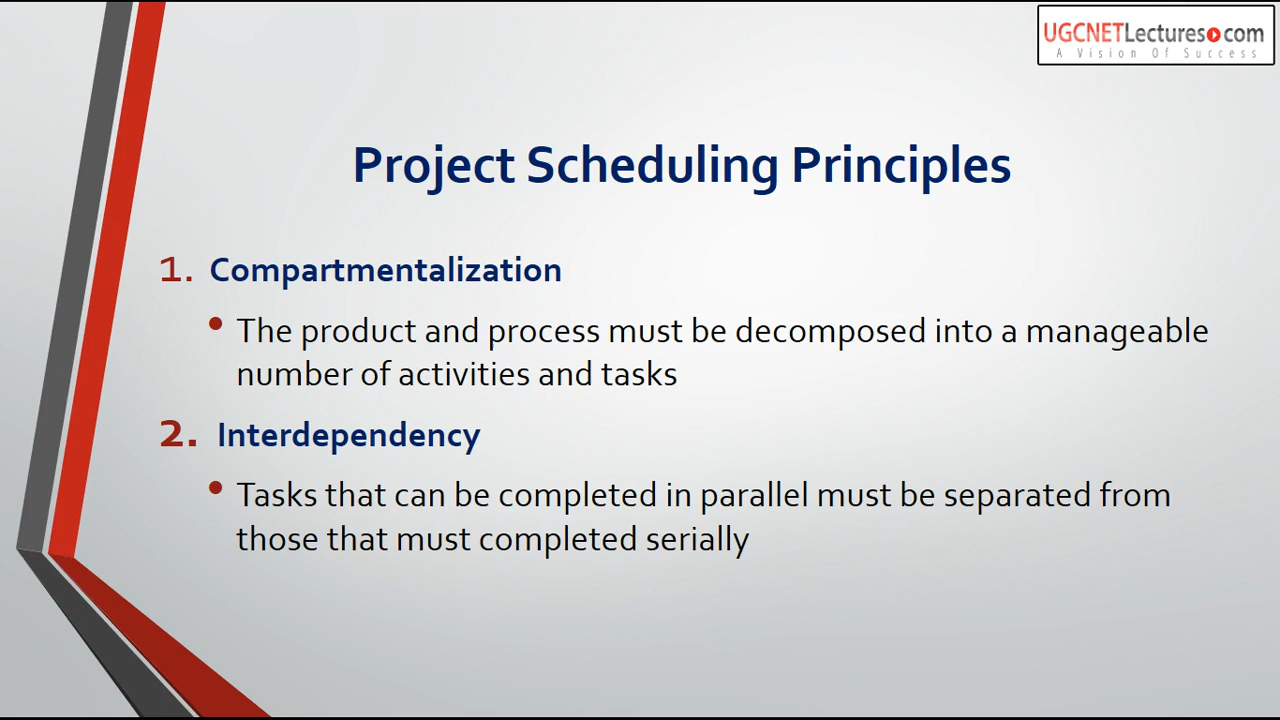 UGCNETLectures.com
A Vision Of Success
Project Scheduling Principles
1. Compartmentalization
• The product and process must be decomposed into a manageable
number of activities and tasks
2. Interdependency
• Tasks that can be completed in parallel must be separated from
those that must completed serially